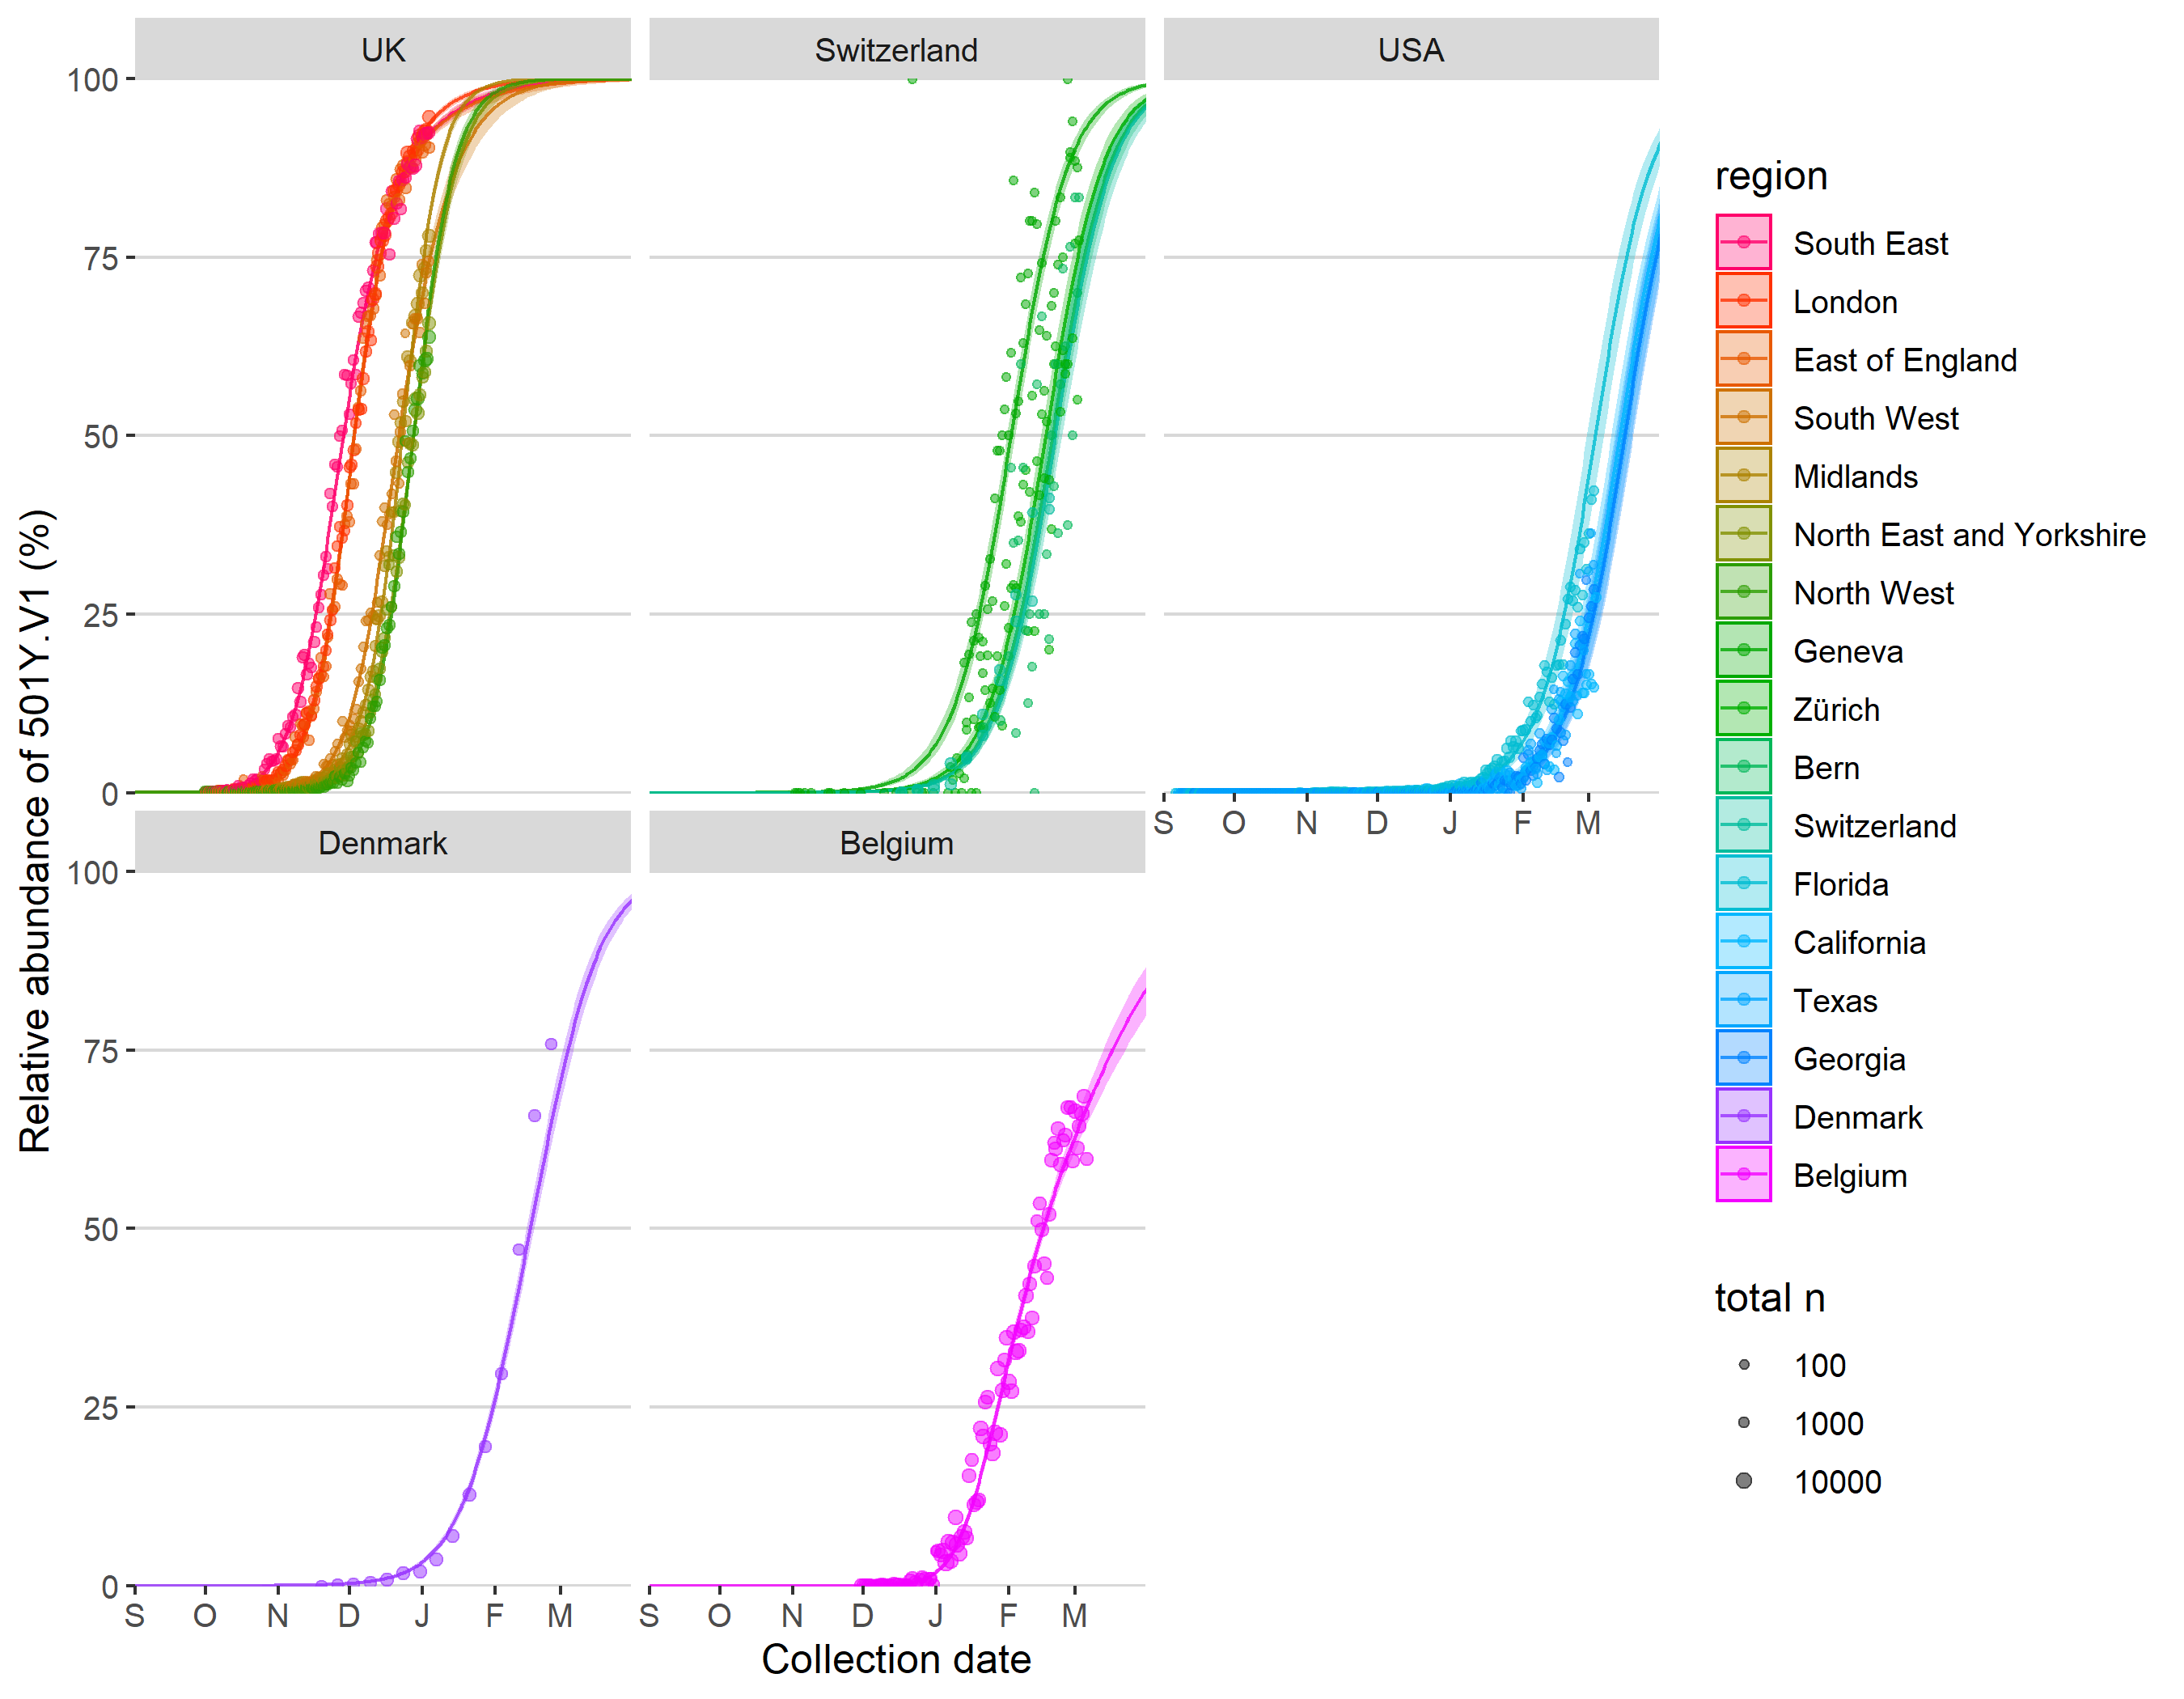 UK
Switzerland
USA
100
75
50
25
0
S O N D J F M
Denmark
Belgium
100
75
50
25
0
S O N D J F M
S O N D J F M
Collection date
Relative abundance of 501Y.V1 (%)
region
South East
London
East of England
South West
Midlands
North East and Yorkshire
North West
Geneva
Zürich
Bern
Switzerland
Florida
California
Texas
Georgia
Denmark
Belgium
total n
100
1000
10000